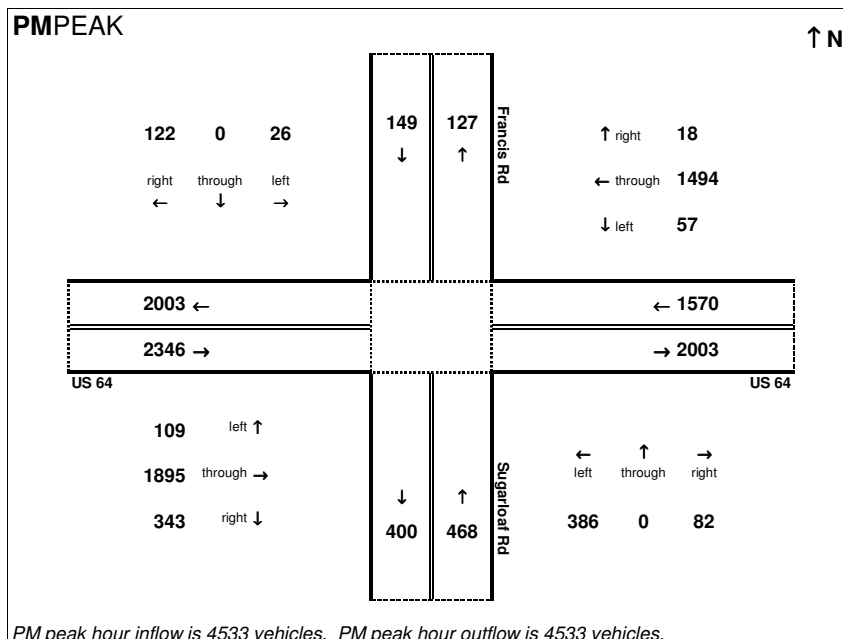 PMPEAK
↑ N
122 0 26
right through left
← ↓ →
149 127
↓ ↑
Francis Rd
↑ right 18
← through 1494
↓ left 57
2003 ←
← 1570
2346 →
→ 2003
US 64
US 64
109 left ↑
1895 through →
343 right ↓
↓ ↑
400 468
Sugarloaf Rd
← ↑ →
left through right
386 0 82
PM peak hour inflow is 4533 vehicles. PM peak hour outflow is 4533 vehicles.